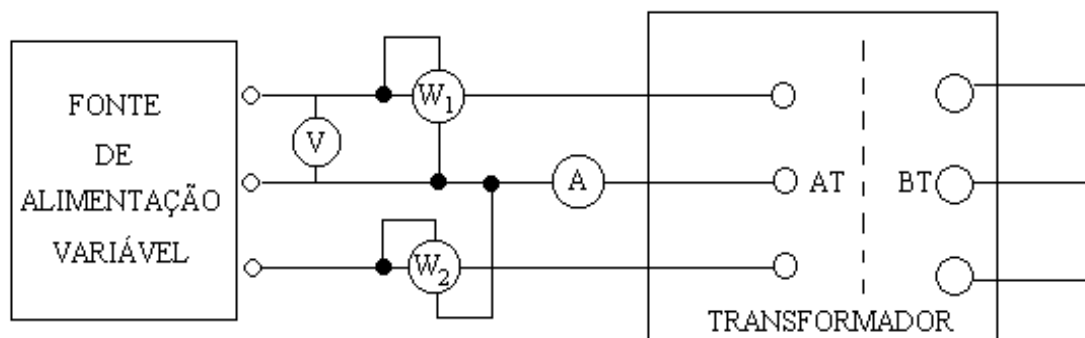 FONTE
DE
ALIMENTAÇÃO
VARIÁVEL
V
W1
A
W2
AT
BT
TRANSFORMADOR